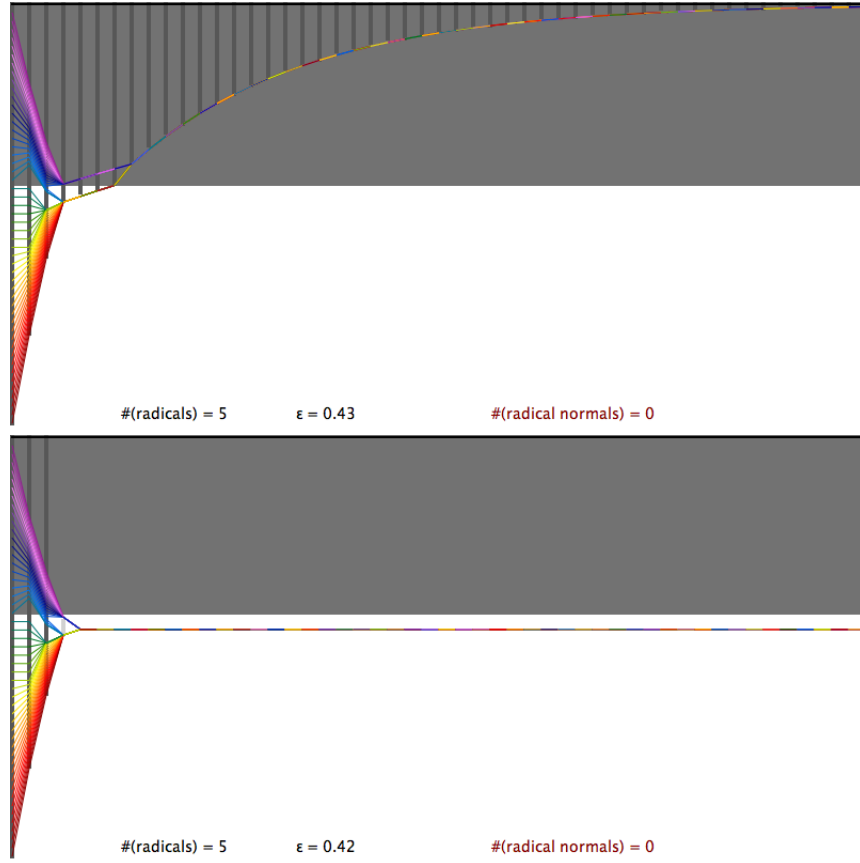 #(radicals) = 5 ε = 0.43 #(radical normals) = 0
#(radicals) = 5 ε = 0.42 #(radical normals) = 0